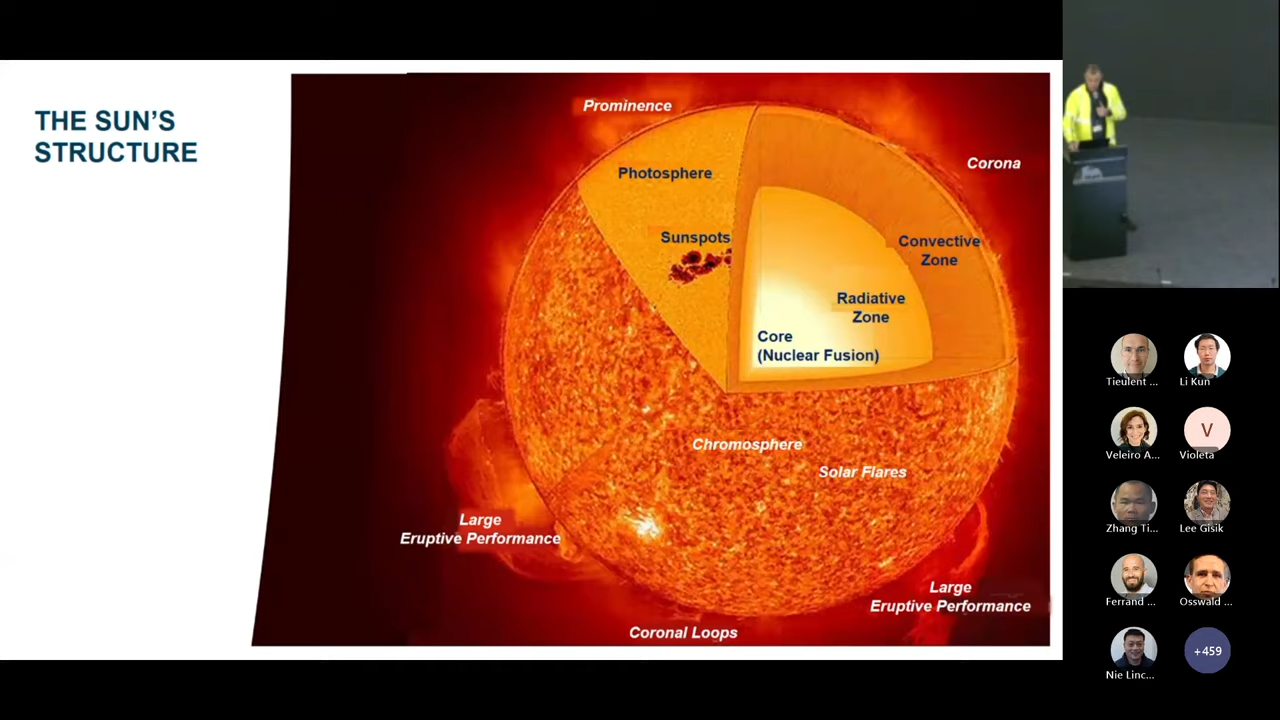 THE SUN'S
STRUCTURE
Prominence
Corona
Photosphere
Sunspots
Convective
Zone
Radiative
Zone
Core
(Nuclear Fusion)
Chromosphere
Solar Flares
Large
Eruptive Performance
Large
Eruptive Performance
Coronal Loops
Tieulent ...
Li Kun
Veleiro A...
V
Violeta
Zhang Ti...
Lee Gisik
Ferrand ...
Osswald ...
Nie Linc...
+459